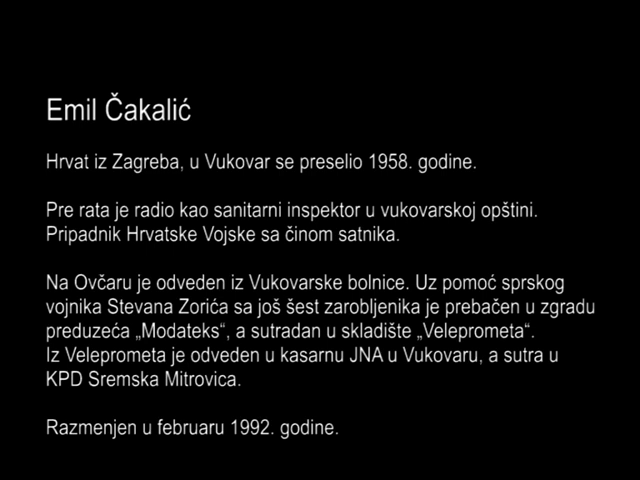 Emil Čakalić
Hrvat iz Zagreba, u Vukovar se preselio 1958. godine.
Pre rata je radio kao sanitarni inspektor u vukovarskoj opštini.
Pripadnik Hrvatske Vojske sa činom satnika.
Na Ovčaru je odveden iz Vukovarske bolnice. Uz pomoć sprskog
vojnika Stevana Zorića sa još šest zarobljenika je prebačen u zgradu
preduzeća „Modateks“, a sutradan u skladište „Veleprometa“.
Iz Veleprometa je odveden u kasarnu JNA u Vukovaru, a sutra u
KPD Sremska Mitrovica.
Razmenjen u februaru 1992. godine.